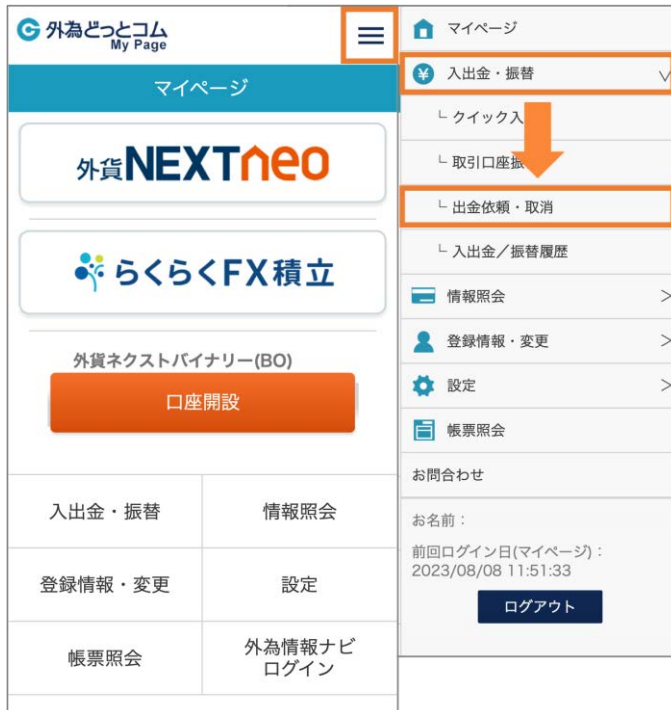 外為どっとコム
My Page
マイページ
外貨NEXTneo
らくらくFX積立
外貨ネクストバイナリー(BO)
口座開設
入出金・振替
情報照会
登録情報・変更
設定
帳票照会
外為情報ナビ
ログイン
マイページ
入出金・振替
└ クイック入
└ 取引口座振
└ 出金依頼・取消
└ 入出金／振替履歴
情報照会
登録情報・変更
設定
帳票照会
お問合わせ
お名前：
前回ログイン日(マイページ)：
2023/08/08 11:51:33
ログアウト